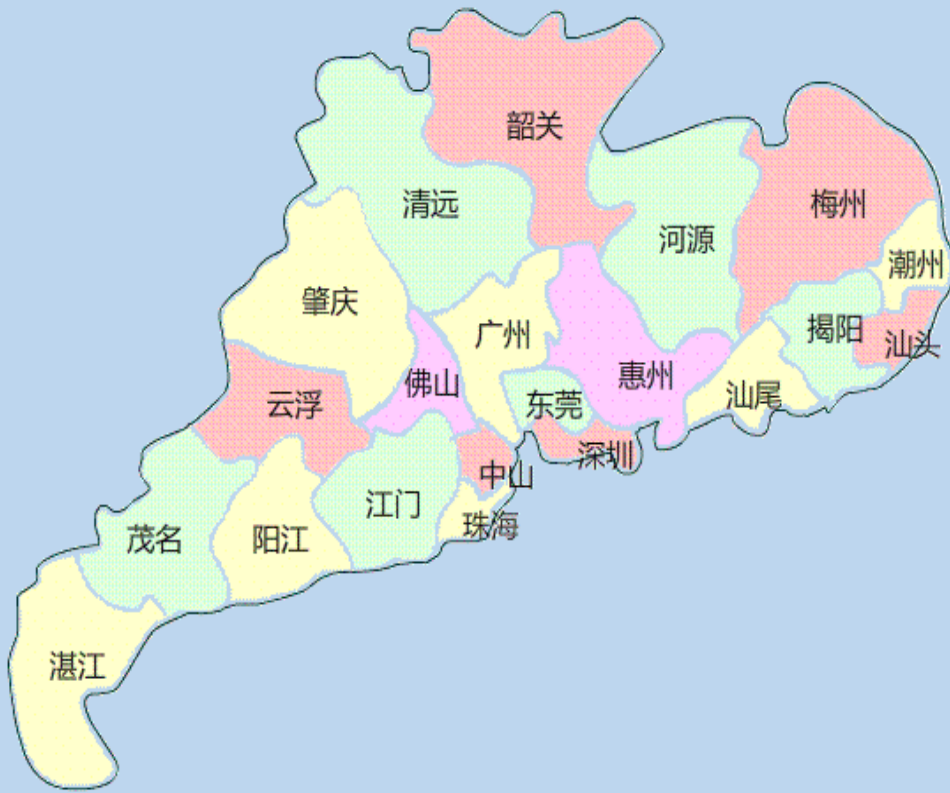 韶关
清远
梅州
河源
潮州
肇庆
广州
揭阳
汕头
惠州
佛山
汕尾
云浮
东莞
深圳
中山
江门
珠海
茂名
阳江
湛江